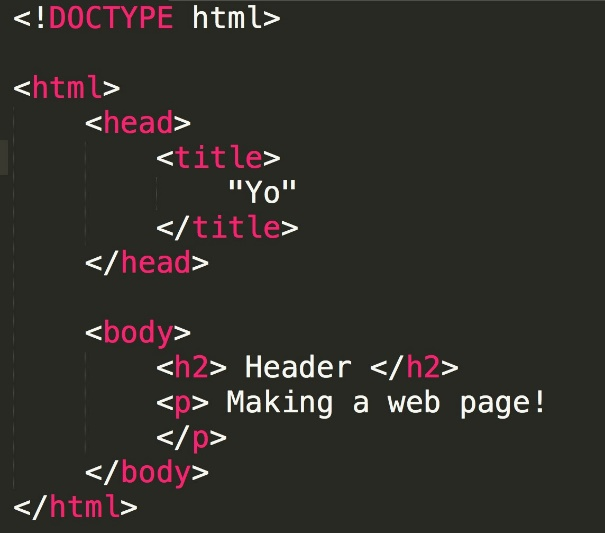 <!DOCTYPE html>
<html>
<head>
<title>
"Yo"
</title>
</head>
<body>
<h2> Header </h2>
<p> Making a web page!
</p>
</body>
</html>